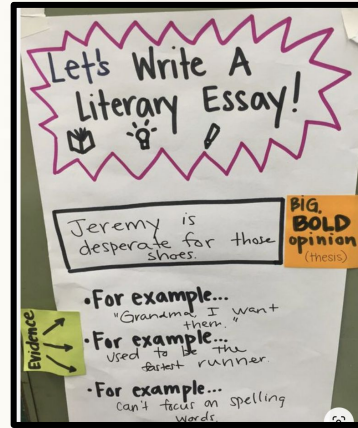 Let's Write A
Literary Essay!
Jeremy is
desperate for those
shoes.
BIG,
BOLD
opinion
(thesis)
•For example...
"Grandma, I want
them."
Evidence
•For example...
used to be the
fastest runner.
•For example...
can't focus on spelling
words.